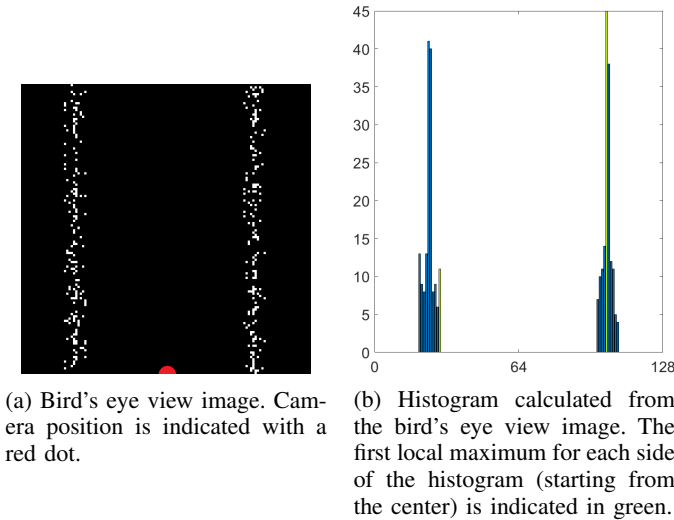 45
40
35
30
25
20
15
10
5
0
0 64 128
(a) Bird's eye view image. Cam-
era position is indicated with a
red dot.
(b) Histogram calculated from
the bird's eye view image. The
first local maximum for each side
of the histogram (starting from
the center) is indicated in green.